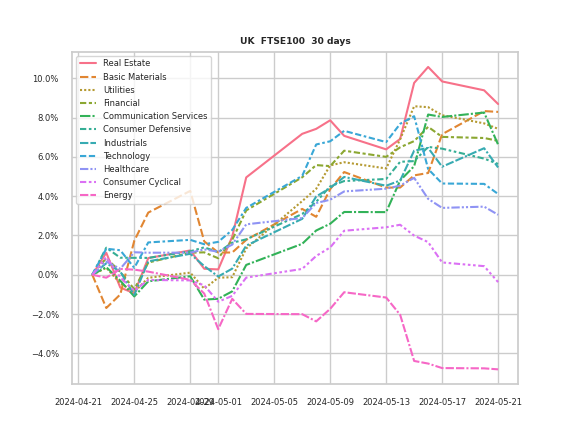 UK FTSE100 30 days
Real Estate
Basic Materials
Utilities
Financial
Communication Services
Consumer Defensive
Industrials
Technology
Healthcare
Consumer Cyclical
Energy
10.0%
8.0%
6.0%
4.0%
2.0%
0.0%
−2.0%
−4.0%
2024-04-21 2024-04-25 2024-04-29 2024-05-01 2024-05-05 2024-05-09 2024-05-13 2024-05-17 2024-05-21